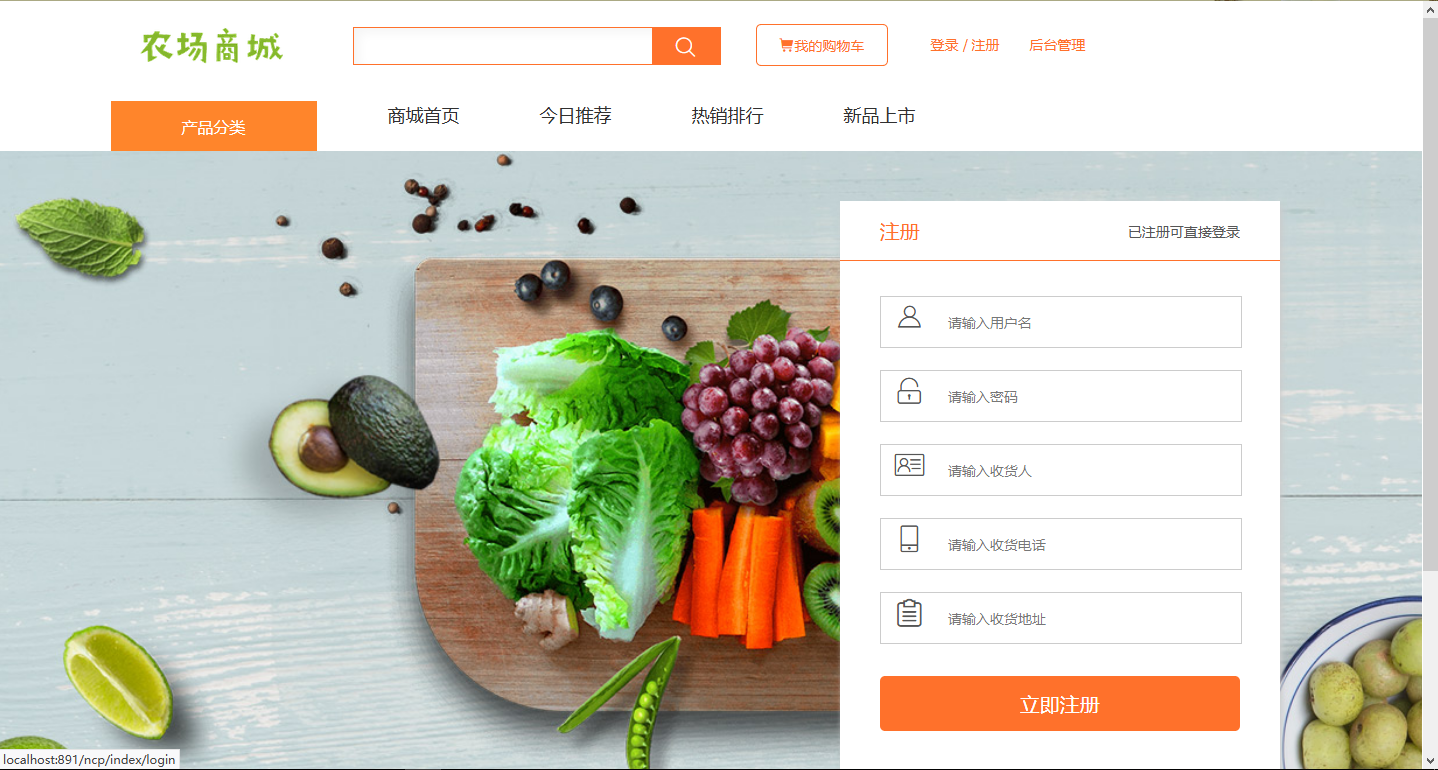 农场商城
我的购物车
登录 / 注册
后台管理
产品分类
商城首页
今日推荐
热销排行
新品上市
注册
已注册可直接登录
请输入用户名
请输入密码
请输入收货人
请输入收货电话
请输入收货地址
立即注册
localhost:891/ncp/index/login